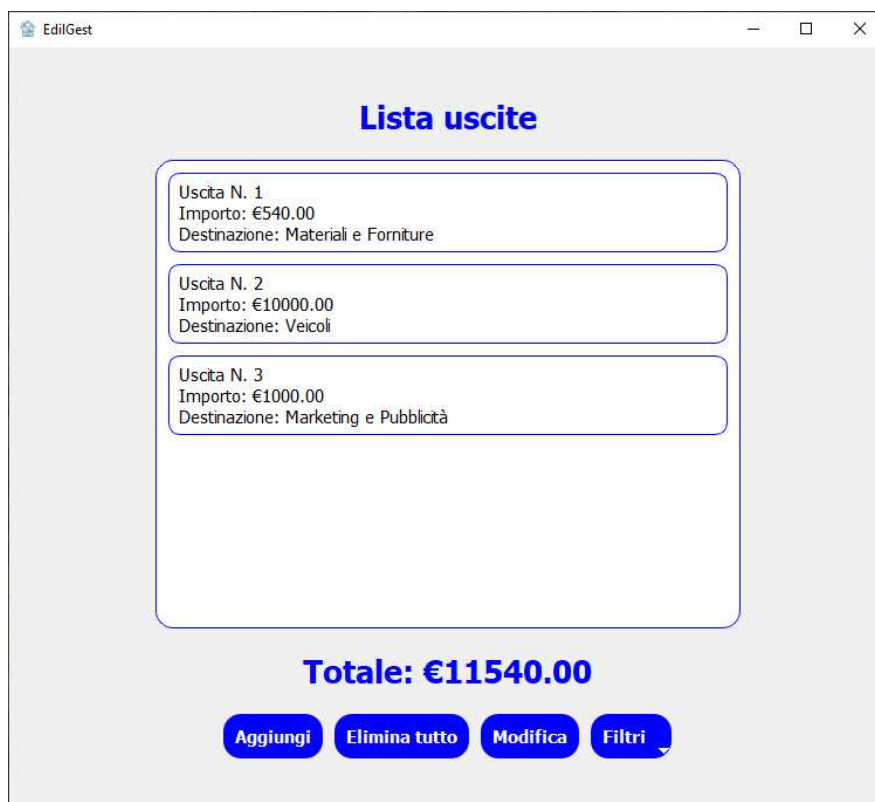 EdilGest
Lista uscite
Uscita N. 1
Importo: €540.00
Destinazione: Materiali e Forniture
Uscita N. 2
Importo: €10000.00
Destinazione: Veicoli
Uscita N. 3
Importo: €1000.00
Destinazione: Marketing e Pubblicità
Totale: €11540.00
Aggiungi Elimina tutto Modifica Filtri